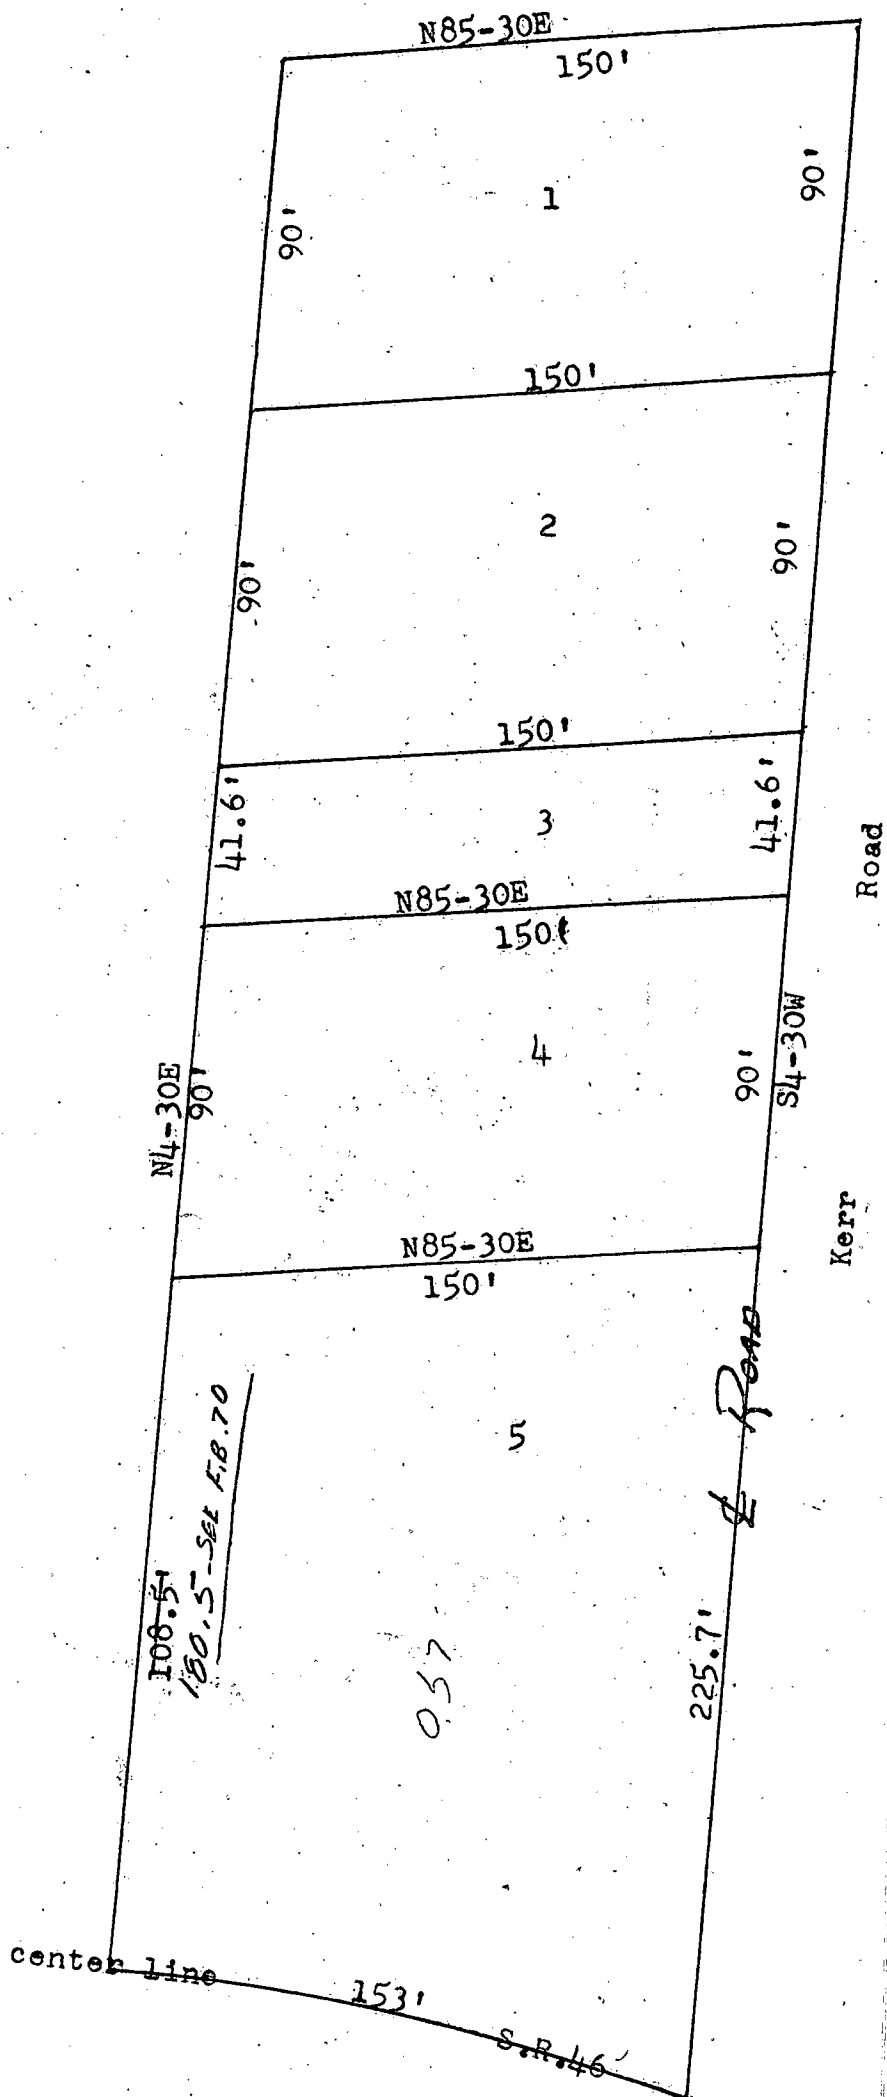 N85-30E
150'
90'
1
90'
150'
90'
2
90'
150'
41.6'
3
41.6'
Road
N85-30E
150'
N4-30E
90'
4
90'
S4-30W
Kerr
N85-30E
150'
℄ ROAD
5
108.5'
180.5 - SEE F.B. 70
0.57
225.7'
center line
153'
S.R.46